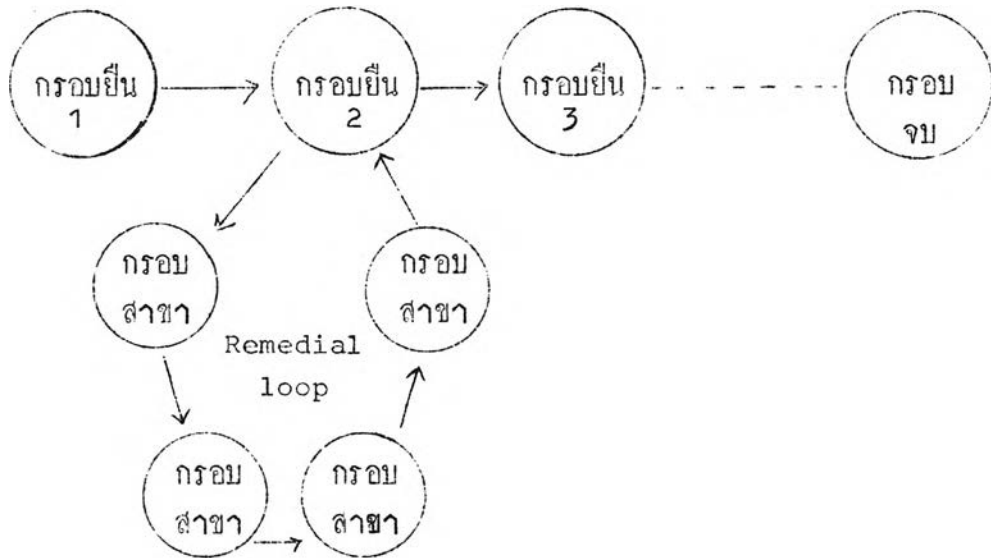 กรอบยืน
1
กรอบยืน
2
กรอบยืน
3
กรอบ
จบ
กรอบ
สาขา
กรอบ
สาขา
Remedial
loop
กรอบ
สาขา
กรอบ
สาขา